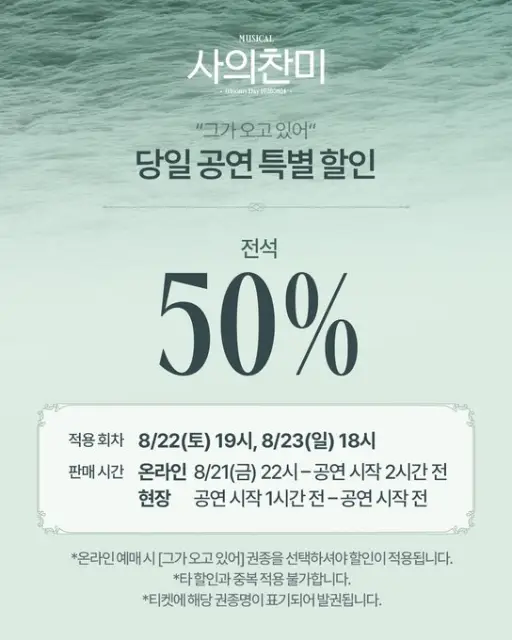 MUSICAL
사의찬미
"그가 오고 있어"
당일 공연 특별 할인
전석
50%
적용 회차 8/22(토) 19시, 8/23(일) 18시
판매 시간 온라인 8/21(금) 22시 – 공연 시작 2시간 전
현장 공연 시작 1시간 전 – 공연 시작 전
*온라인 예매 시 [그가 오고 있어] 권종을 선택하셔야 할인이 적용됩니다.
*타 할인과 중복 적용 불가합니다.
*티켓에 해당 권종명이 표기되어 발권됩니다.